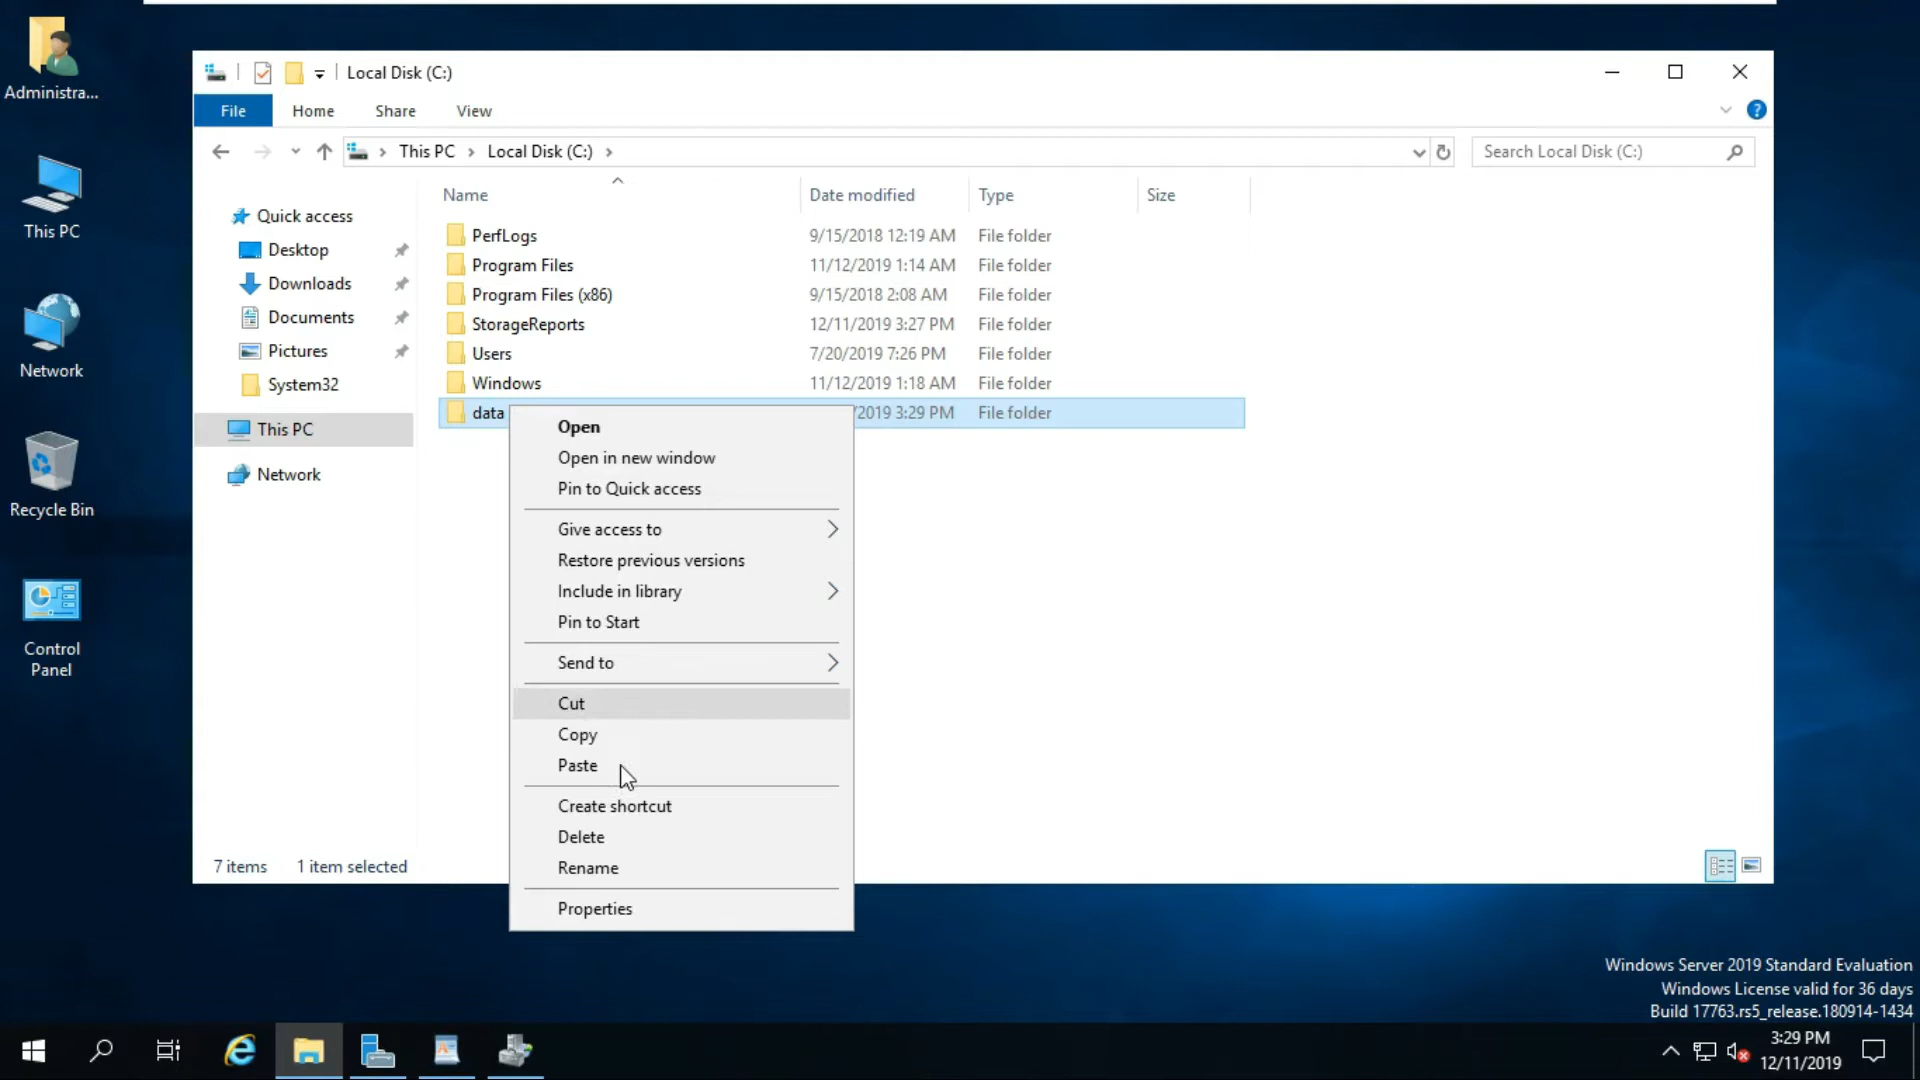 Administra...
This PC
Network
Recycle Bin
Control
Panel
Local Disk (C:)
File Home Share View
This PC Local Disk (C:)
Search Local Disk (C:)
Name Date modified Type Size
Quick access
Desktop
Downloads
Documents
Pictures
System32
This PC
Network
PerfLogs 9/15/2018 12:19 AM File folder
Program Files 11/12/2019 1:14 AM File folder
Program Files (x86) 9/15/2018 2:08 AM File folder
StorageReports 12/11/2019 3:27 PM File folder
Users 7/20/2019 7:26 PM File folder
Windows 11/12/2019 1:18 AM File folder
data /2019 3:29 PM File folder
Open
Open in new window
Pin to Quick access
Give access to
Restore previous versions
Include in library
Pin to Start
Send to
Cut
Copy
Paste
Create shortcut
Delete
Rename
Properties
7 items 1 item selected
Windows Server 2019 Standard Evaluation
Windows License valid for 36 days
Build 17763.rs5_release.180914-1434
3:29 PM
12/11/2019